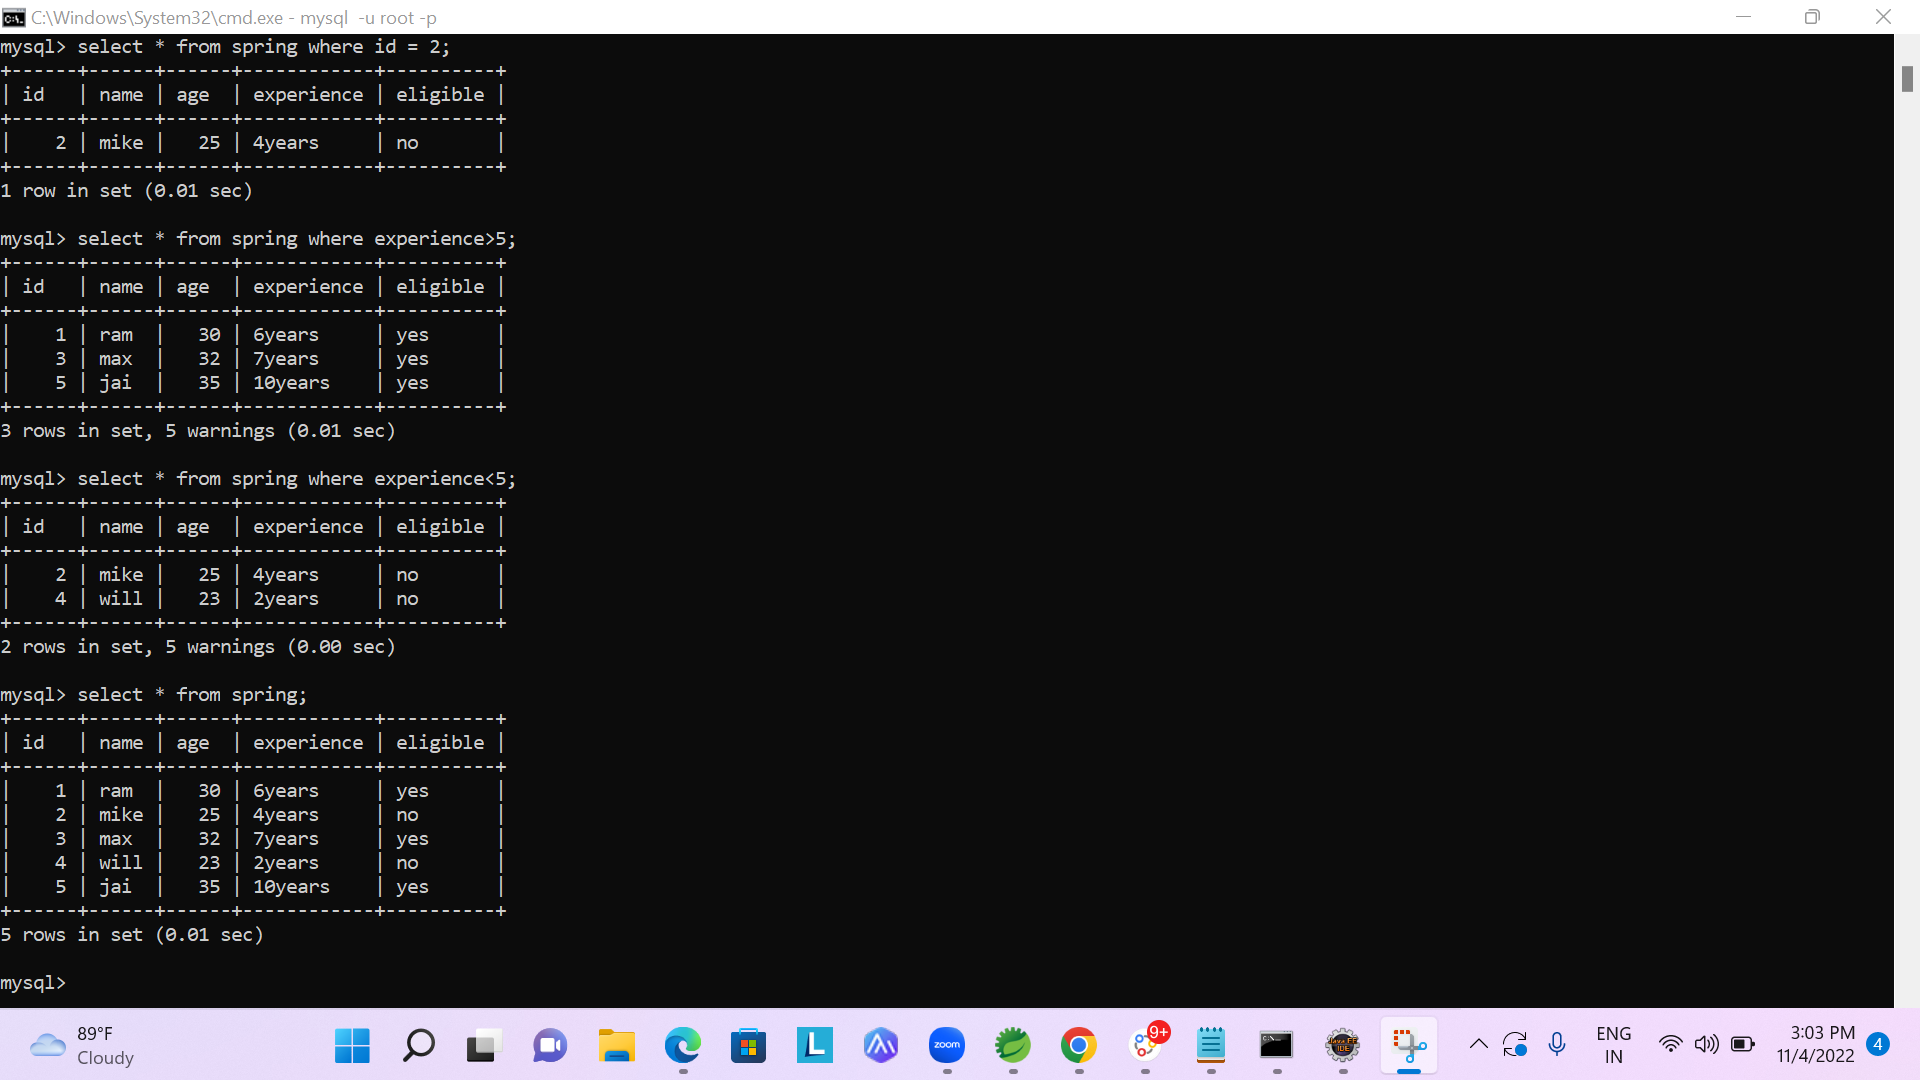 C:\Windows\System32\cmd.exe - mysql  -u root -p
mysql> select * from spring where id = 2;
+------+------+------+------------+----------+
| id   | name | age  | experience | eligible |
+------+------+------+------------+----------+
|    2 | mike |   25 | 4years     | no       |
+------+------+------+------------+----------+
1 row in set (0.01 sec)

mysql> select * from spring where experience>5;
+------+------+------+------------+----------+
| id   | name | age  | experience | eligible |
+------+------+------+------------+----------+
|    1 | ram  |   30 | 6years     | yes      |
|    3 | max  |   32 | 7years     | yes      |
|    5 | jai  |   35 | 10years    | yes      |
+------+------+------+------------+----------+
3 rows in set, 5 warnings (0.01 sec)

mysql> select * from spring where experience<5;
+------+------+------+------------+----------+
| id   | name | age  | experience | eligible |
+------+------+------+------------+----------+
|    2 | mike |   25 | 4years     | no       |
|    4 | will |   23 | 2years     | no       |
+------+------+------+------------+----------+
2 rows in set, 5 warnings (0.00 sec)

mysql> select * from spring;
+------+------+------+------------+----------+
| id   | name | age  | experience | eligible |
+------+------+------+------------+----------+
|    1 | ram  |   30 | 6years     | yes      |
|    2 | mike |   25 | 4years     | no       |
|    3 | max  |   32 | 7years     | yes      |
|    4 | will |   23 | 2years     | no       |
|    5 | jai  |   35 | 10years    | yes      |
+------+------+------+------------+----------+
5 rows in set (0.01 sec)

mysql>
89°F
Cloudy
L
zoom
9+
Java EE
IDE
ENG
IN
3:03 PM
11/4/2022
4